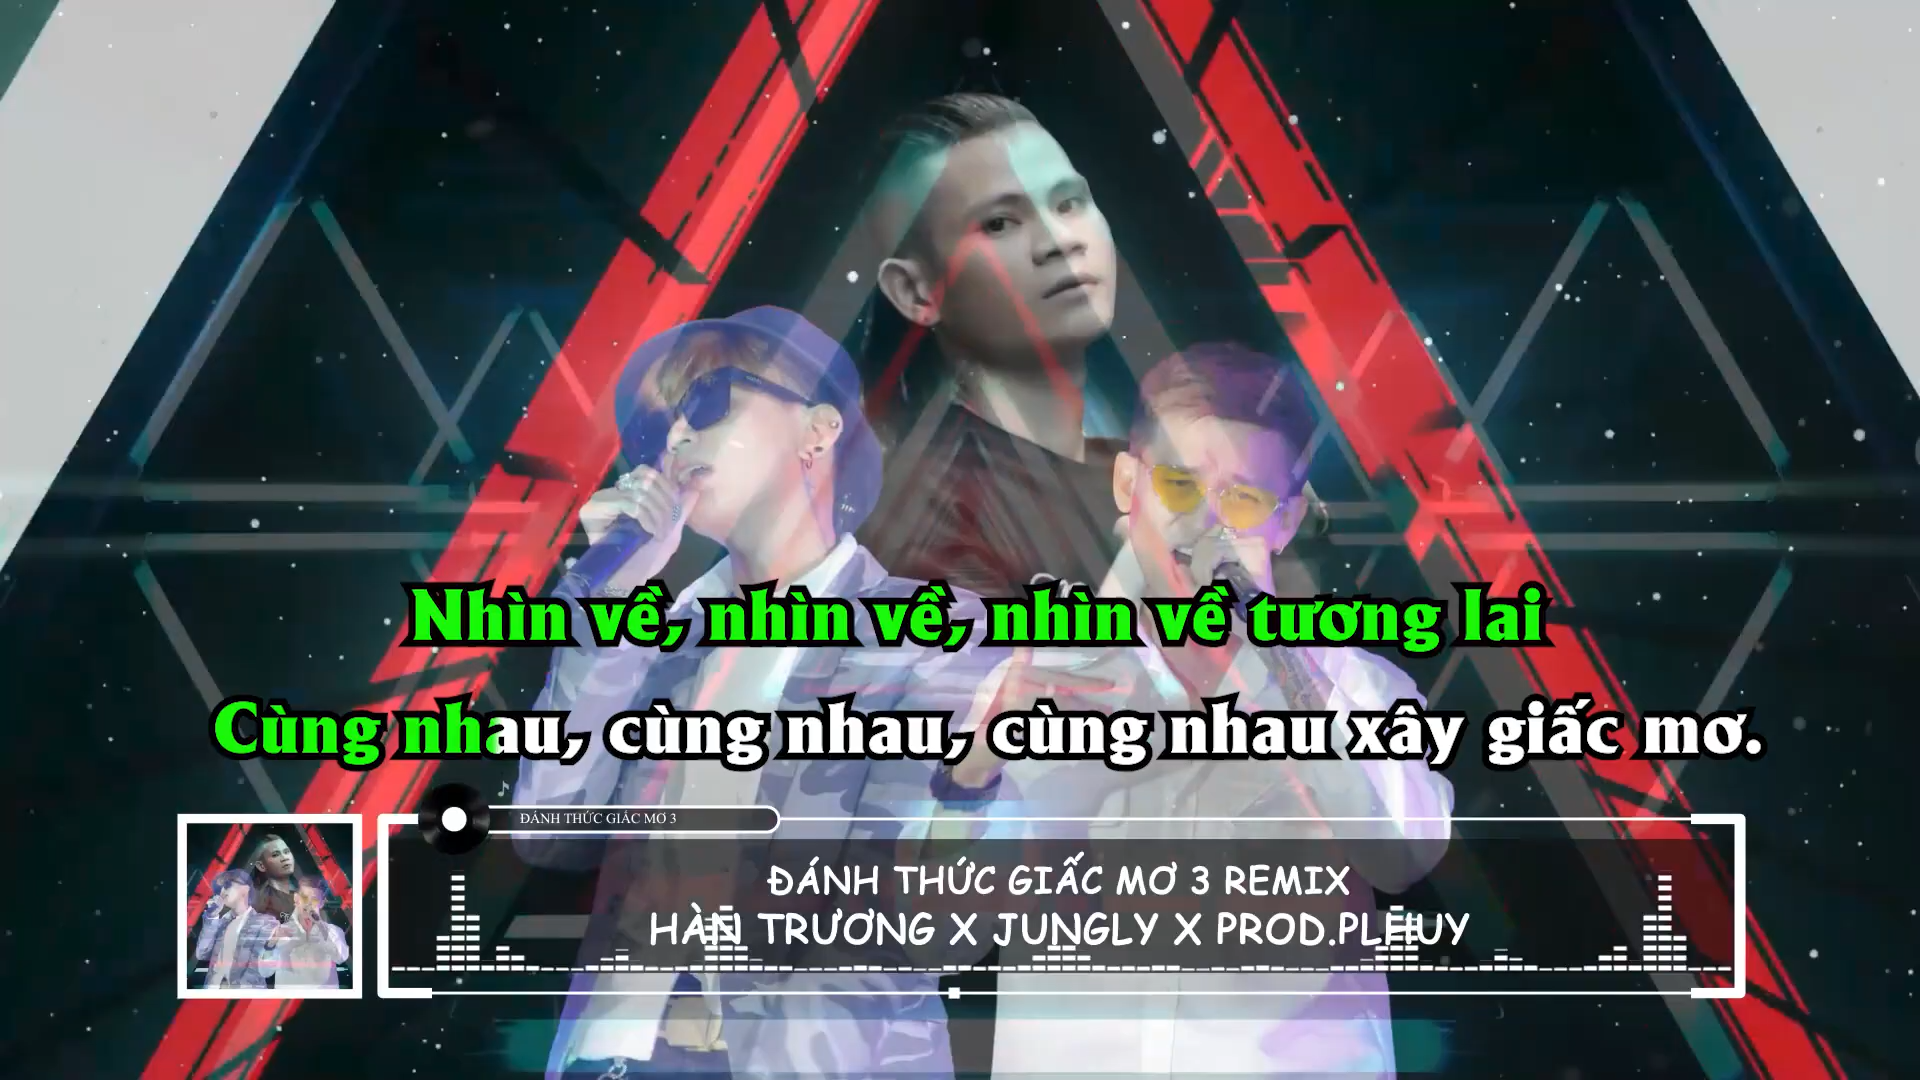 Nhìn về, nhìn về, nhìn về tương lai
Cùng nhau, cùng nhau, cùng nhau xây giấc mơ.
ĐÁNH THỨC GIẤC MƠ 3
ĐÁNH THỨC GIẤC MƠ 3 REMIX
HÀN TRƯƠNG X JUNGLY X PROD.PLEHUY